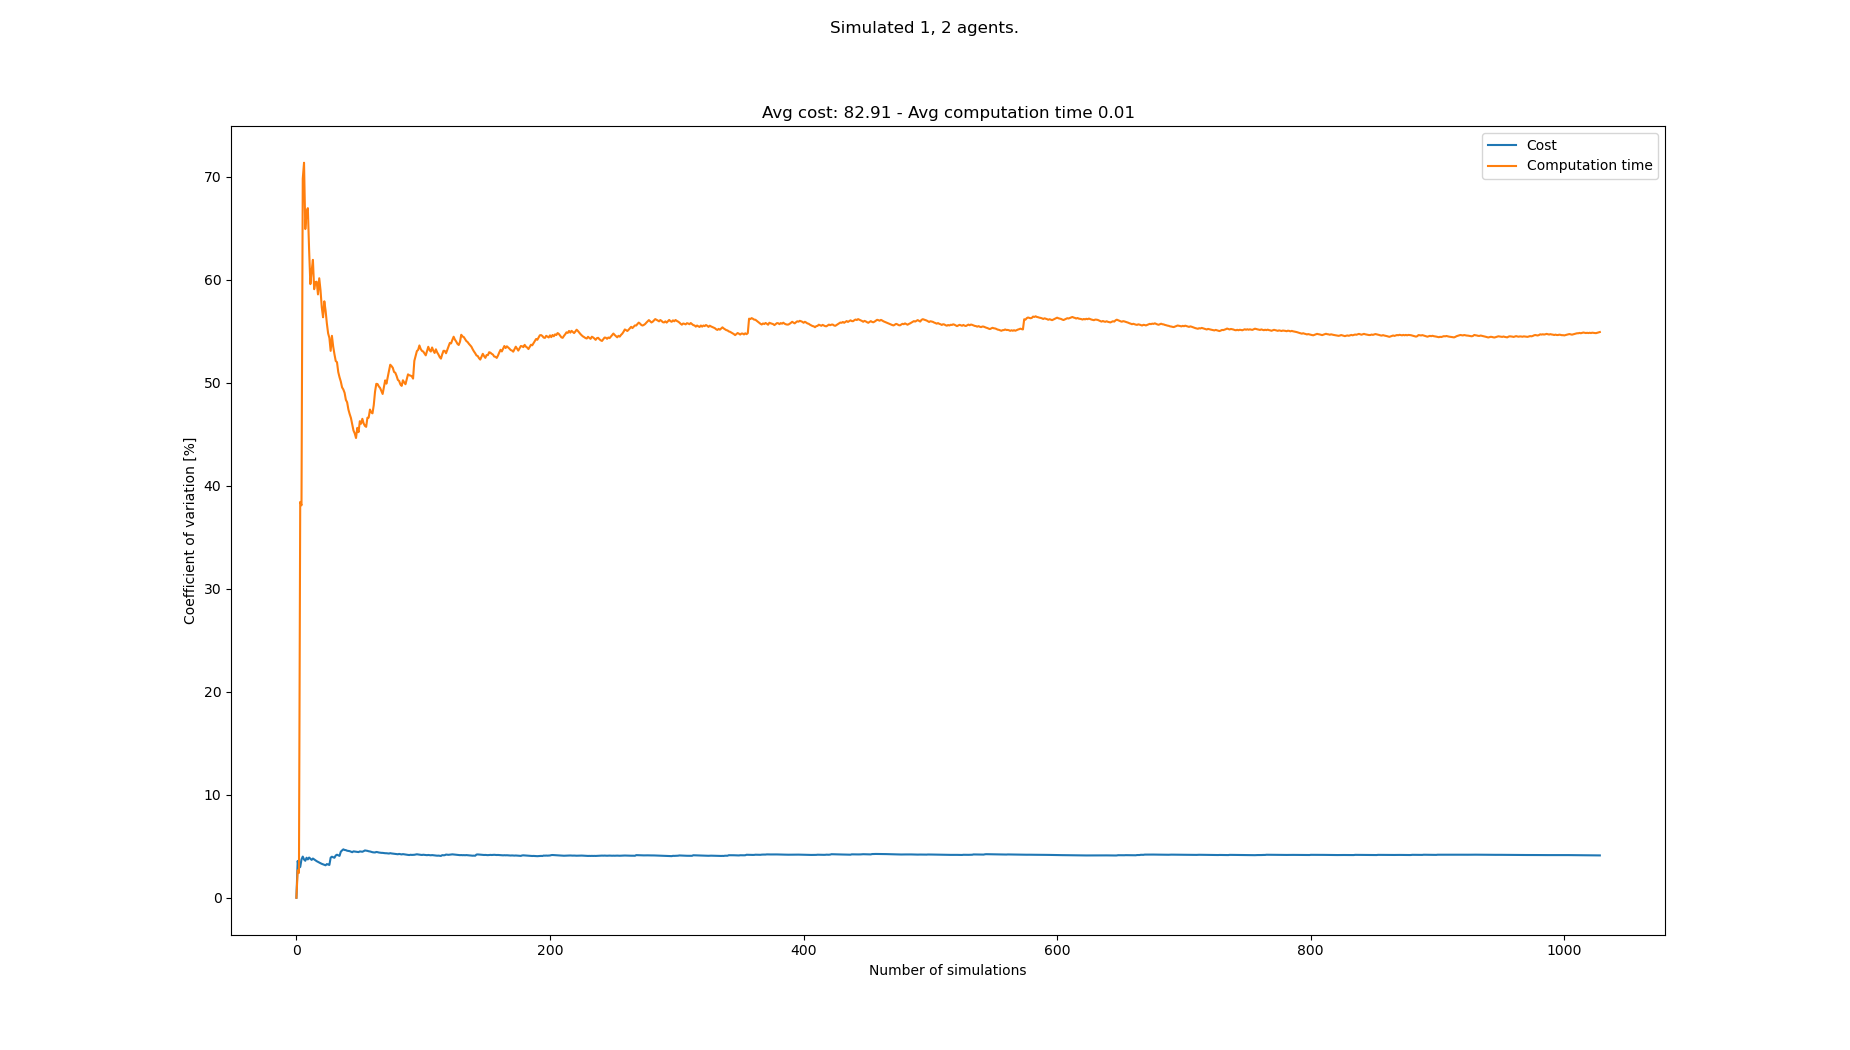 Simulated 1, 2 agents.
Avg cost: 82.91 - Avg computation time 0.01
Cost
Computation time
70
60
50
40
30
20
10
0
Coefficient of variation [%]
0 200 400 600 800 1000
Number of simulations